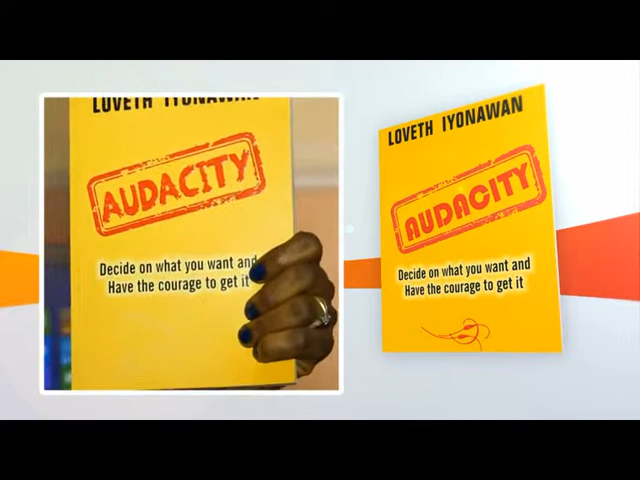 LOVETH IYONAWAN
AUDACITY
Decide on what you want and
Have the courage to get it
LOVETH IYONAWAN
AUDACITY
Decide on what you want and
Have the courage to get it